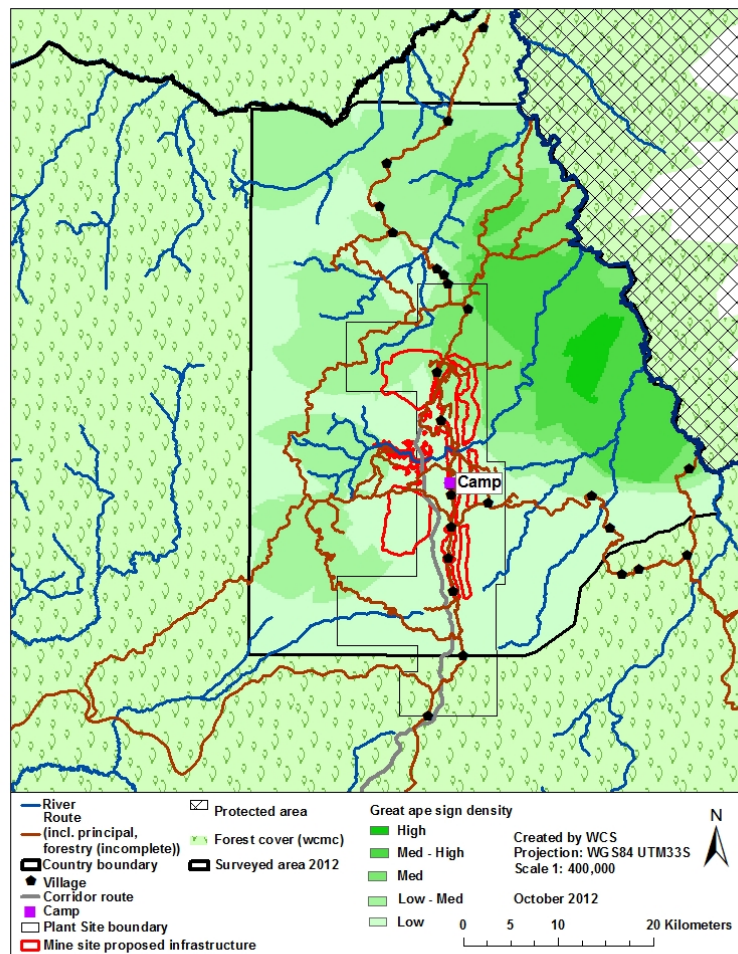 Camp
River
Route
(incl. principal,
forestry (incomplete))
Country boundary
Village
Corridor route
Camp
Plant Site boundary
Mine site proposed infrastructure
Protected area
Forest cover (wcmc)
Surveyed area 2012
Great ape sign density
High
Med - High
Med
Low - Med
Low
Created by WCS
Projection: WGS84 UTM33S
Scale 1: 400,000
October 2012
N
0 5 10 20 Kilometers